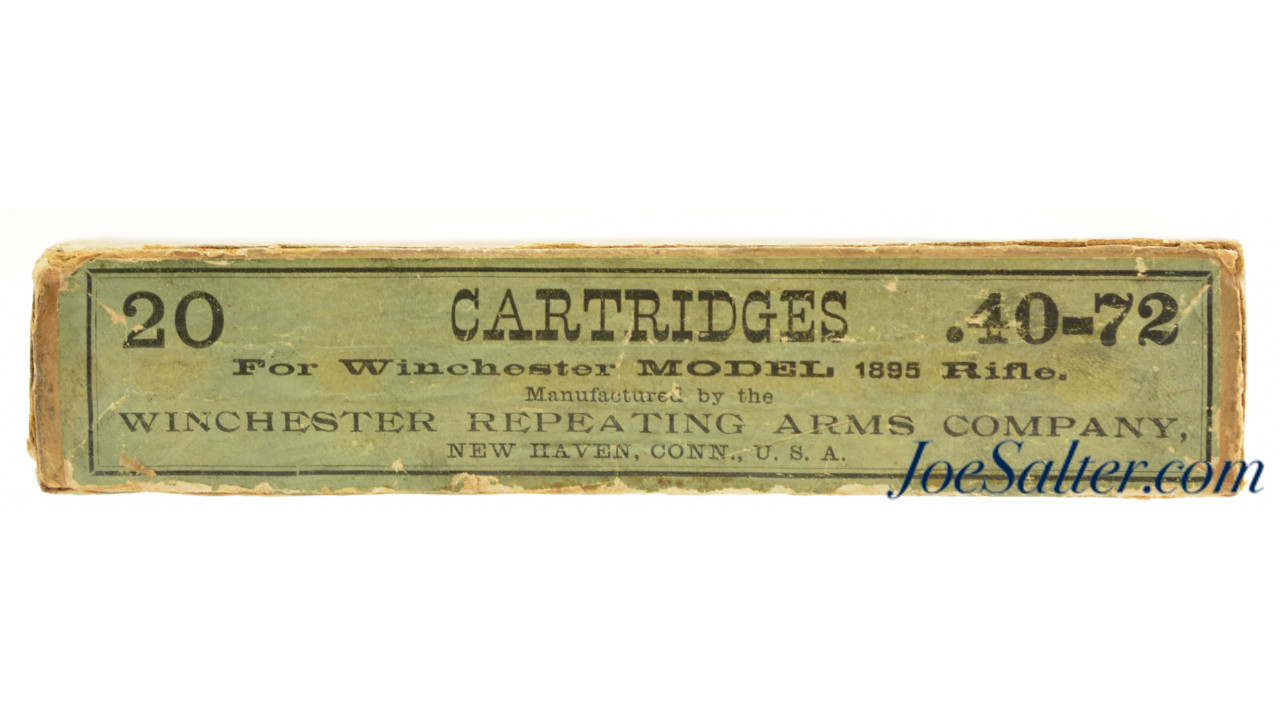 20 CARTRIDGES .40-72
For Winchester MODEL 1895 Rifle.
Manufactured by the
WINCHESTER REPEATING ARMS COMPANY,
NEW HAVEN, CONN., U. S. A.
JoeSalter.com